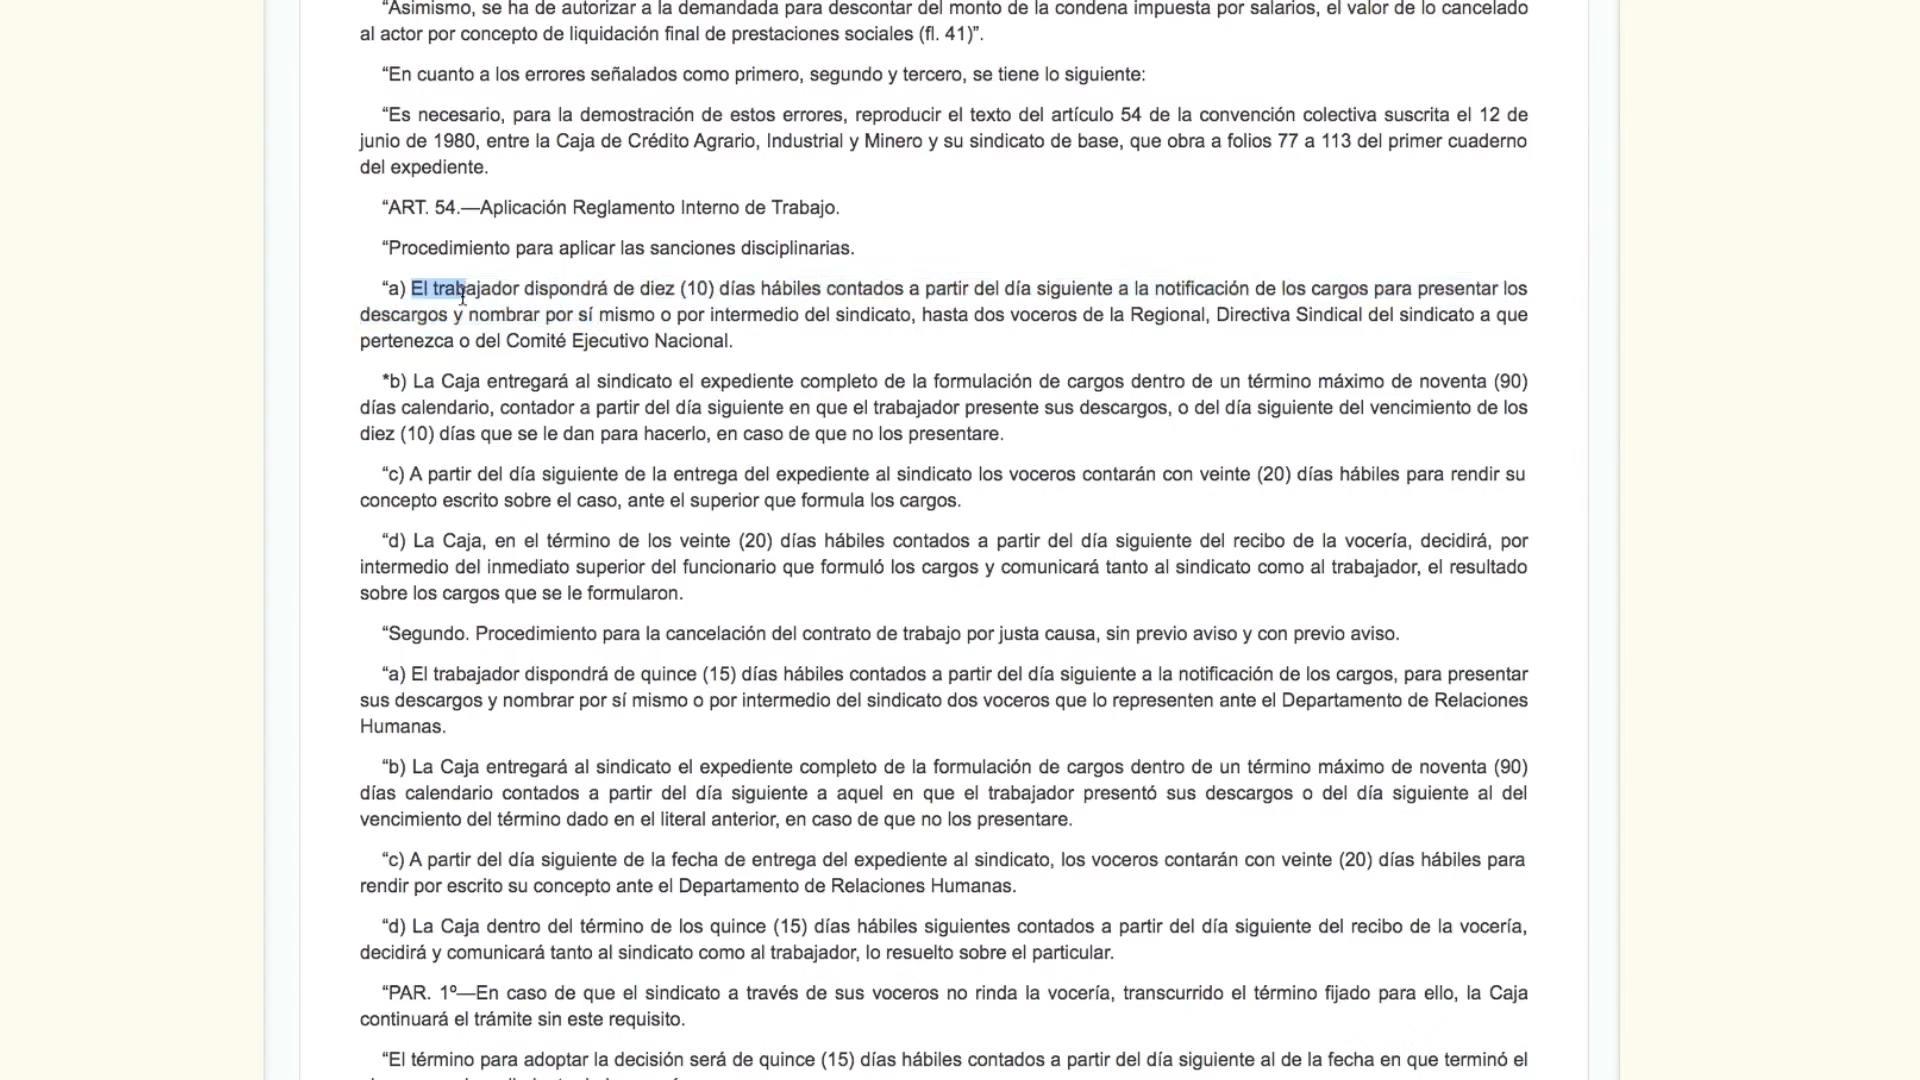 “Asimismo, se ha de autorizar a la demandada para descontar del monto de la condena impuesta por salarios, el valor de lo cancelado
al actor por concepto de liquidación final de prestaciones sociales (fl. 41)”.
“En cuanto a los errores señalados como primero, segundo y tercero, se tiene lo siguiente:
“Es necesario, para la demostración de estos errores, reproducir el texto del artículo 54 de la convención colectiva suscrita el 12 de
junio de 1980, entre la Caja de Crédito Agrario, Industrial y Minero y su sindicato de base, que obra a folios 77 a 113 del primer cuaderno
del expediente.
“ART. 54.—Aplicación Reglamento Interno de Trabajo.
“Procedimiento para aplicar las sanciones disciplinarias.
“a) El trabajador dispondrá de diez (10) días hábiles contados a partir del día siguiente a la notificación de los cargos para presentar los
descargos y nombrar por sí mismo o por intermedio del sindicato, hasta dos voceros de la Regional, Directiva Sindical del sindicato a que
pertenezca o del Comité Ejecutivo Nacional.
*b) La Caja entregará al sindicato el expediente completo de la formulación de cargos dentro de un término máximo de noventa (90)
días calendario, contador a partir del día siguiente en que el trabajador presente sus descargos, o del día siguiente del vencimiento de los
diez (10) días que se le dan para hacerlo, en caso de que no los presentare.
“c) A partir del día siguiente de la entrega del expediente al sindicato los voceros contarán con veinte (20) días hábiles para rendir su
concepto escrito sobre el caso, ante el superior que formula los cargos.
“d) La Caja, en el término de los veinte (20) días hábiles contados a partir del día siguiente del recibo de la vocería, decidirá, por
intermedio del inmediato superior del funcionario que formuló los cargos y comunicará tanto al sindicato como al trabajador, el resultado
sobre los cargos que se le formularon.
“Segundo. Procedimiento para la cancelación del contrato de trabajo por justa causa, sin previo aviso y con previo aviso.
“a) El trabajador dispondrá de quince (15) días hábiles contados a partir del día siguiente a la notificación de los cargos, para presentar
sus descargos y nombrar por sí mismo o por intermedio del sindicato dos voceros que lo representen ante el Departamento de Relaciones
Humanas.
“b) La Caja entregará al sindicato el expediente completo de la formulación de cargos dentro de un término máximo de noventa (90)
días calendario contados a partir del día siguiente a aquel en que el trabajador presentó sus descargos o del día siguiente al del
vencimiento del término dado en el literal anterior, en caso de que no los presentare.
“c) A partir del día siguiente de la fecha de entrega del expediente al sindicato, los voceros contarán con veinte (20) días hábiles para
rendir por escrito su concepto ante el Departamento de Relaciones Humanas.
“d) La Caja dentro del término de los quince (15) días hábiles siguientes contados a partir del día siguiente del recibo de la vocería,
decidirá y comunicará tanto al sindicato como al trabajador, lo resuelto sobre el particular.
“PAR. 1º—En caso de que el sindicato a través de sus voceros no rinda la vocería, transcurrido el término fijado para ello, la Caja
continuará el trámite sin este requisito.
“El término para adoptar la decisión será de quince (15) días hábiles contados a partir del día siguiente al de la fecha en que terminó el